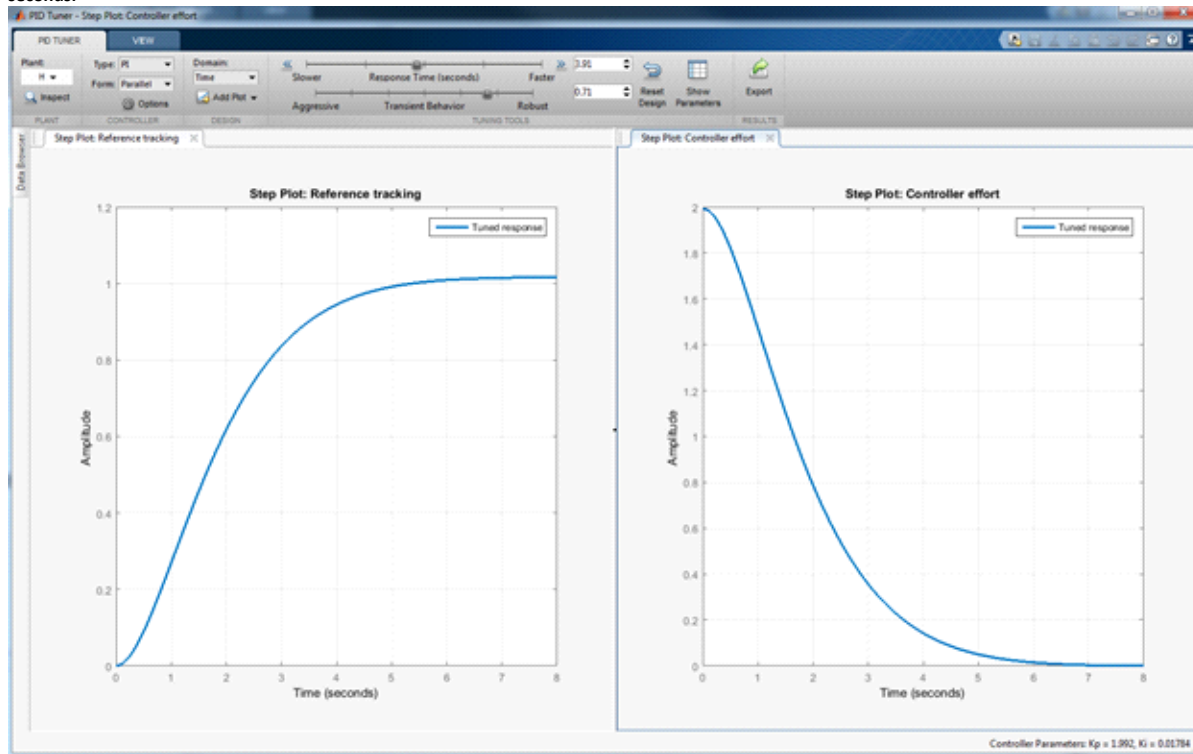 seconds.
PID Tuner - Step Plot: Controller effort
PID TUNER VIEW
Plant: Type: PI Domain: 3.91
H Form: Parallel Time Slower Response Time (seconds) Faster 0.71
Inspect Options Add Plot Aggressive Transient Behavior Robust Reset Design Show Parameters Export
PLANT CONTROLLER DESIGN TUNING TOOLS RESULTS
Data Browser
Step Plot: Reference tracking
Step Plot: Controller effort
Step Plot: Reference tracking
Tuned response
Amplitude
1.2
1
0.8
0.6
0.4
0.2
0
0 1 2 3 4 5 6 7 8
Time (seconds)
Step Plot: Controller effort
Tuned response
Amplitude
2
1.8
1.6
1.4
1.2
1
0.8
0.6
0.4
0.2
0
0 1 2 3 4 5 6 7 8
Time (seconds)
Controller Parameters: Kp = 1.992, Ki = 0.01784